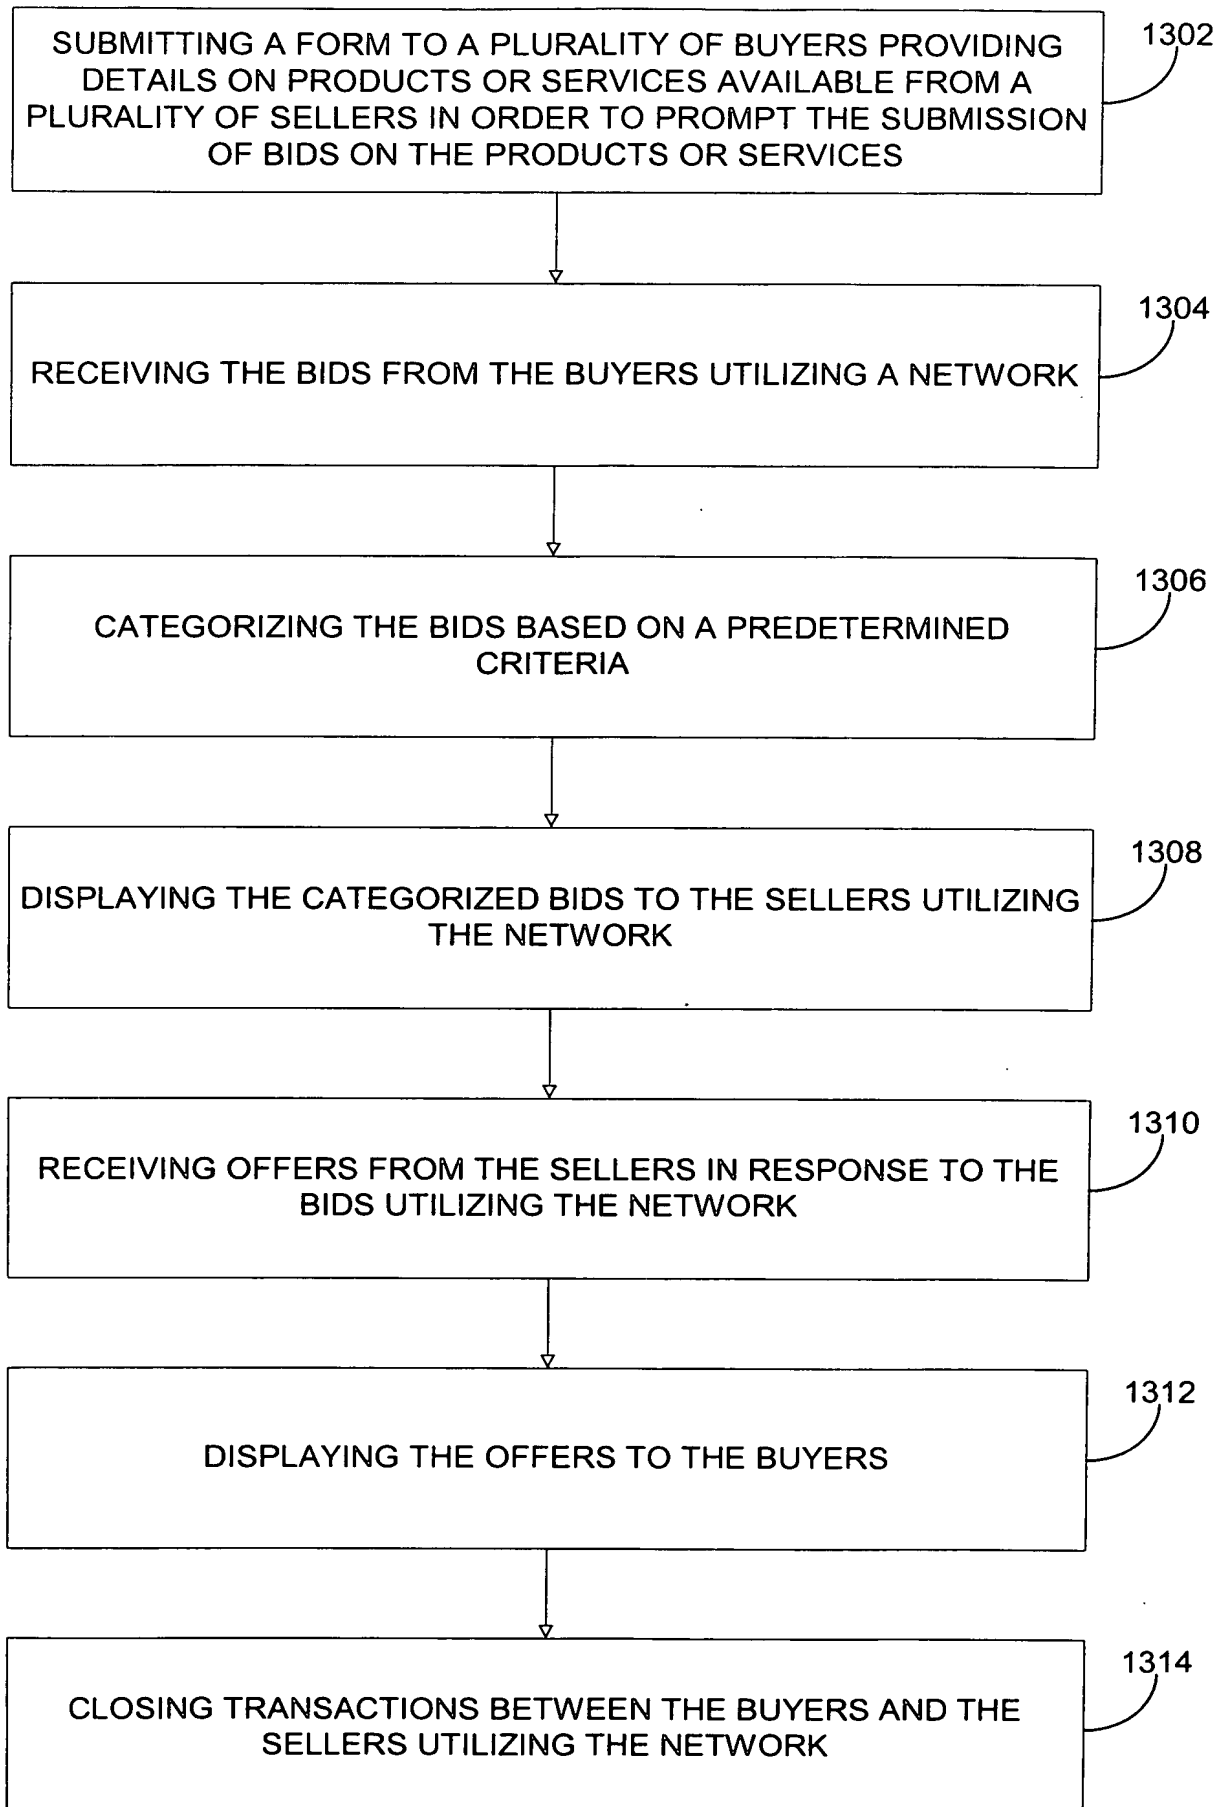 1302
SUBMITTING A FORM TO A PLURALITY OF BUYERS PROVIDING
DETAILS ON PRODUCTS OR SERVICES AVAILABLE FROM A
PLURALITY OF SELLERS IN ORDER TO PROMPT THE SUBMISSION
OF BIDS ON THE PRODUCTS OR SERVICES
1304
RECEIVING THE BIDS FROM THE BUYERS UTILIZING A NETWORK
1306
CATEGORIZING THE BIDS BASED ON A PREDETERMINED
CRITERIA
1308
DISPLAYING THE CATEGORIZED BIDS TO THE SELLERS UTILIZING
THE NETWORK
1310
RECEIVING OFFERS FROM THE SELLERS IN RESPONSE TO THE
BIDS UTILIZING THE NETWORK
1312
DISPLAYING THE OFFERS TO THE BUYERS
1314
CLOSING TRANSACTIONS BETWEEN THE BUYERS AND THE
SELLERS UTILIZING THE NETWORK